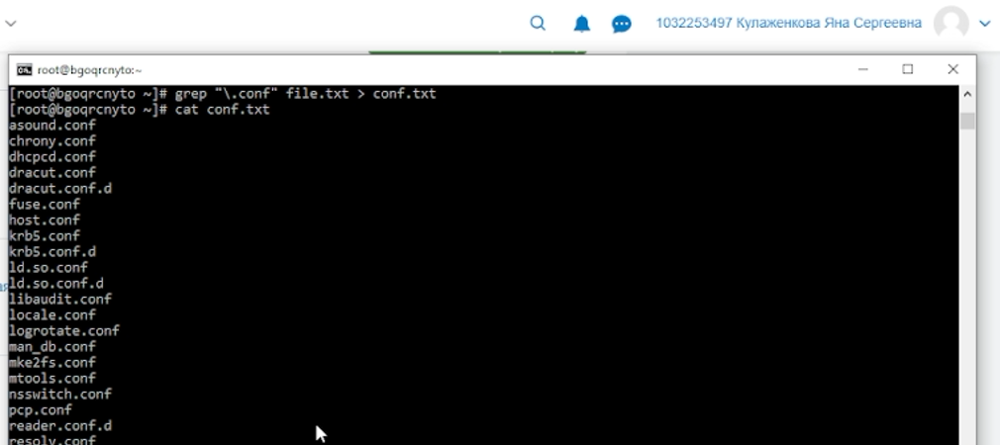 1032253497 Кулаженкова Яна Сергеевна
root@bgoqrcnyto:~
[root@bgoqrcnyto ~]# grep "\.conf" file.txt > conf.txt
[root@bgoqrcnyto ~]# cat conf.txt
asound.conf
chrony.conf
dhcpcd.conf
dracut.conf
dracut.conf.d
fuse.conf
host.conf
krb5.conf
krb5.conf.d
ld.so.conf
ld.so.conf.d
libaudit.conf
locale.conf
logrotate.conf
man_db.conf
mke2fs.conf
mtools.conf
nsswitch.conf
pcp.conf
reader.conf.d
resolv.conf